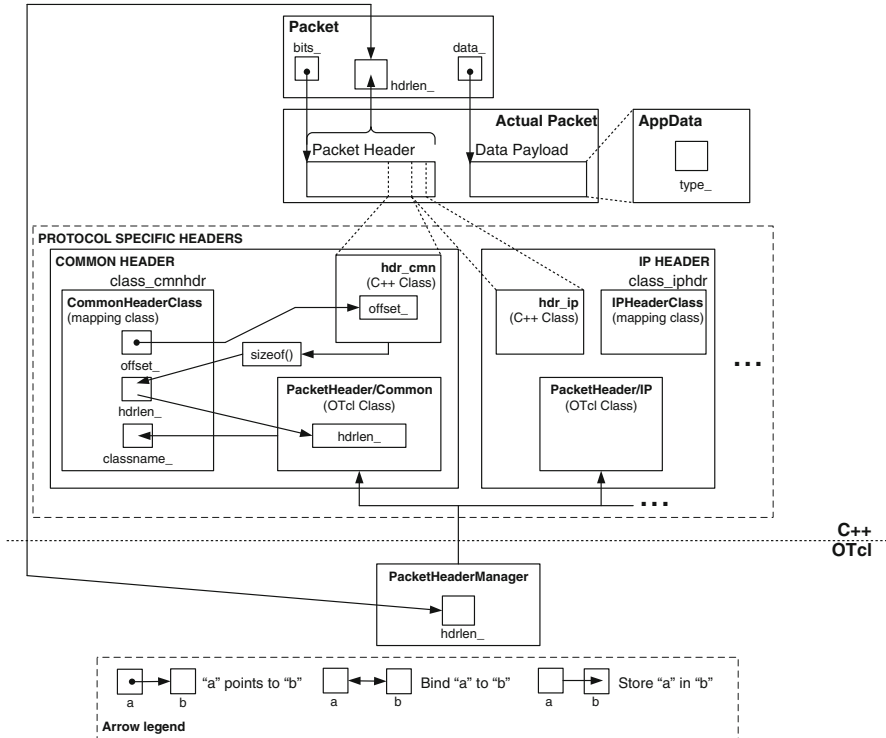 Packet
bits_
data_
hdrlen_
Actual Packet
Packet Header
Data Payload
AppData
type_
PROTOCOL SPECIFIC HEADERS
COMMON HEADER
class_cmnhdr
CommonHeaderClass
(mapping class)
offset_
hdrlen_
classname_
hdr_cmn
(C++ Class)
offset_
sizeof()
PacketHeader/Common
(OTcl Class)
hdrlen_
IP HEADER
class_iphdr
hdr_ip
(C++ Class)
IPHeaderClass
(mapping class)
PacketHeader/IP
(OTcl Class)
...
...
C++
OTcl
PacketHeaderManager
hdrlen_
a
b
“a” points to “b”
a
b
Bind “a” to “b”
a
b
Store “a” in “b”
Arrow legend